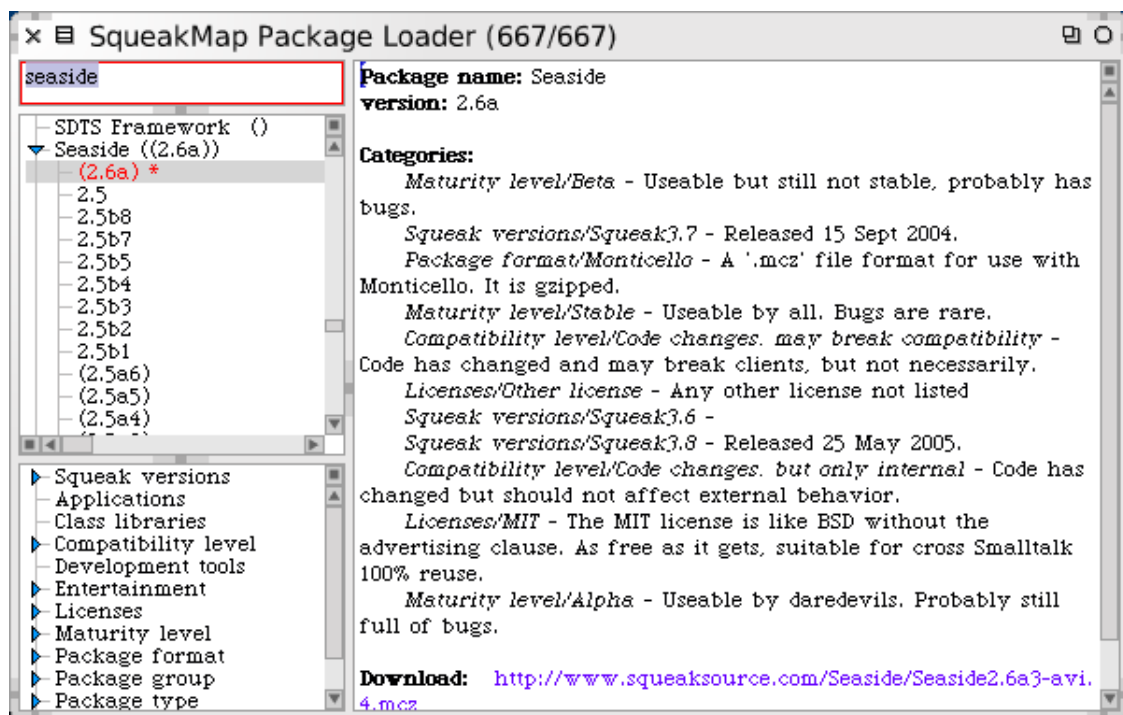 SqueakMap Package Loader (667/667)
seaside
SDTS Framework ()
Seaside ((2.6a))
(2.6a) *
2.5
2.5b8
2.5b7
2.5b5
2.5b4
2.5b3
2.5b2
2.5b1
(2.5a6)
(2.5a5)
(2.5a4)
Squeak versions
Applications
Class libraries
Compatibility level
Development tools
Entertainment
Licenses
Maturity level
Package format
Package group
Package type
Package name: Seaside
version: 2.6a
Categories:
Maturity level/Beta - Useable but still not stable, probably has
bugs.
Squeak versions/Squeak3.7 - Released 15 Sept 2004.
Package format/Monticello - A '.mcz' file format for use with
Monticello. It is gzipped.
Maturity level/Stable - Useable by all. Bugs are rare.
Compatibility level/Code changes. may break compatibility -
Code has changed and may break clients, but not necessarily.
Licenses/Other license - Any other license not listed
Squeak versions/Squeak3.6 -
Squeak versions/Squeak3.8 - Released 25 May 2005.
Compatibility level/Code changes. but only internal - Code has
changed but should not affect external behavior.
Licenses/MIT - The MIT license is like BSD without the
advertising clause. As free as it gets, suitable for cross Smalltalk
100% reuse.
Maturity level/Alpha - Useable by daredevils. Probably still
full of bugs.
Download: http://www.squeaksource.com/Seaside/Seaside2.6a3-avi.
4.mcz